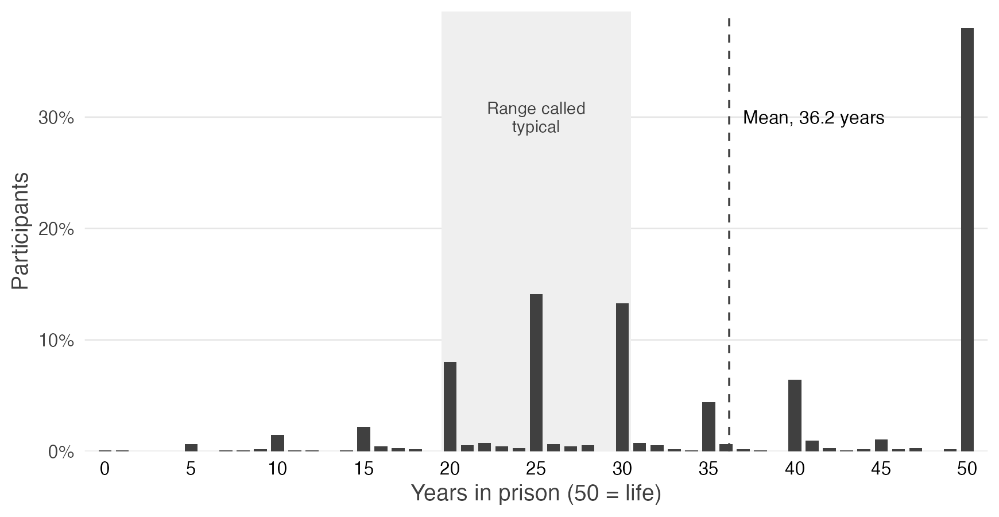 Range called
typical
Mean, 36.2 years
30%
20%
10%
0%
Participants
0 5 10 15 20 25 30 35 40 45 50
Years in prison (50 = life)